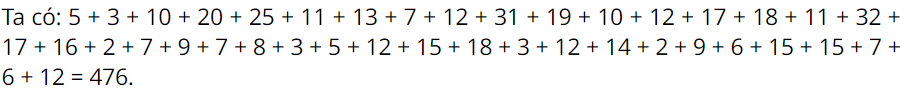 Ta có: 5 + 3 + 10 + 20 + 25 + 11 + 13 + 7 + 12 + 31 + 19 + 10 + 12 + 17 + 18 + 11 + 32 +
17 + 16 + 2 + 7 + 9 + 7 + 8 + 3 + 5 + 12 + 15 + 18 + 3 + 12 + 14 + 2 + 9 + 6 + 15 + 15 + 7 +
6 + 12 = 476.